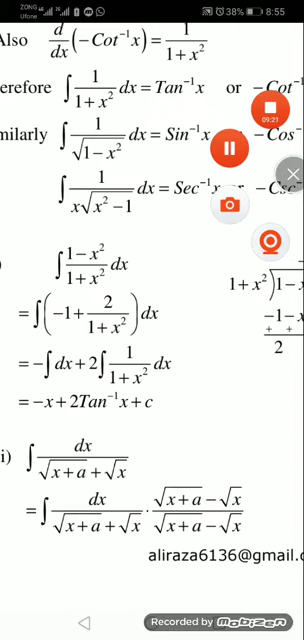 ZONG 4G 2G
Ufone
38% 8:55
Also d/dx(−Cot⁻¹x) = 1/(1+x²)
erefore ∫ 1/(1+x²) dx = Tan⁻¹x or −Cot⁻
milarly ∫ 1/√(1−x²) dx = Sin⁻¹x −Cos⁻
09:21
∫ 1/(x√(x²−1)) dx = Sec⁻¹x −Csc⁻
∫ (1−x²)/(1+x²) dx
1+x² ) 1−
= ∫(−1 + 2/(1+x²)) dx
−1−x
+ +
2
= −∫dx + 2∫ 1/(1+x²) dx
= −x + 2Tan⁻¹x + c
i) ∫ dx/(√(x+a) + √x)
= ∫ dx/(√(x+a) + √x) · (√(x+a) − √x)/(√(x+a) − √x)
aliraza6136@gmail.c
Recorded by Mobizen